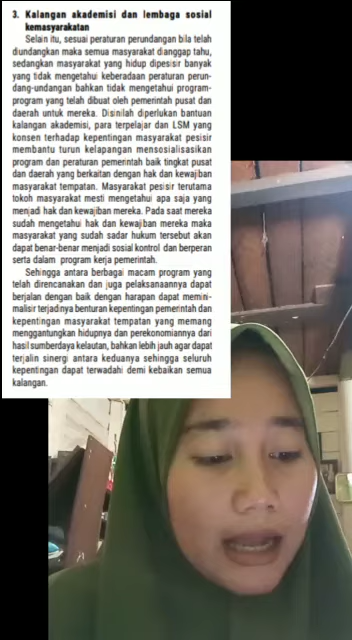 3. Kalangan akademisi dan lembaga sosial
kemasyarakatan
Selain itu, sesuai peraturan perundangan bila telah
diundangkan maka semua masyarakat dianggap tahu,
sedangkan masyarakat yang hidup dipesisir banyak
yang tidak mengetahui keberadaan peraturan perun-
dang-undangan bahkan tidak mengetahui program-
program yang telah dibuat oleh pemerintah pusat dan
daerah untuk mereka. Disinilah diperlukan bantuan
kalangan akademisi, para terpelajar dan LSM yang
konsen terhadap kepentingan masyarakat pesisir
membantu turun kelapangan mensosialisasikan
program dan peraturan pemerintah baik tingkat pusat
dan daerah yang berkaitan dengan hak dan kewajiban
masyarakat tempatan. Masyarakat pesisir terutama
tokoh masyarakat mesti mengetahui apa saja yang
menjadi hak dan kewajiban mereka. Pada saat mereka
sudah mengetahui hak dan kewajiban mereka maka
masyarakat yang sudah sadar hukum tersebut akan
dapat benar-benar menjadi sosial kontrol dan berperan
serta dalam program kerja pemerintah.
Sehingga antara berbagai macam program yang
telah direncanakan dan juga pelaksanaannya dapat
berjalan dengan baik dengan harapan dapat memini-
malisir terjadinya benturan kepentingan pemerintah dan
kepentingan masyarakat tempatan yang memang
menggantungkan hidupnya dan perekonomiannya dari
hasil sumberdaya kelautan, bahkan lebih jauh agar dapat
terjalin sinergi antara keduanya sehingga seluruh
kepentingan dapat terwadahi demi kebaikan semua
kalangan.